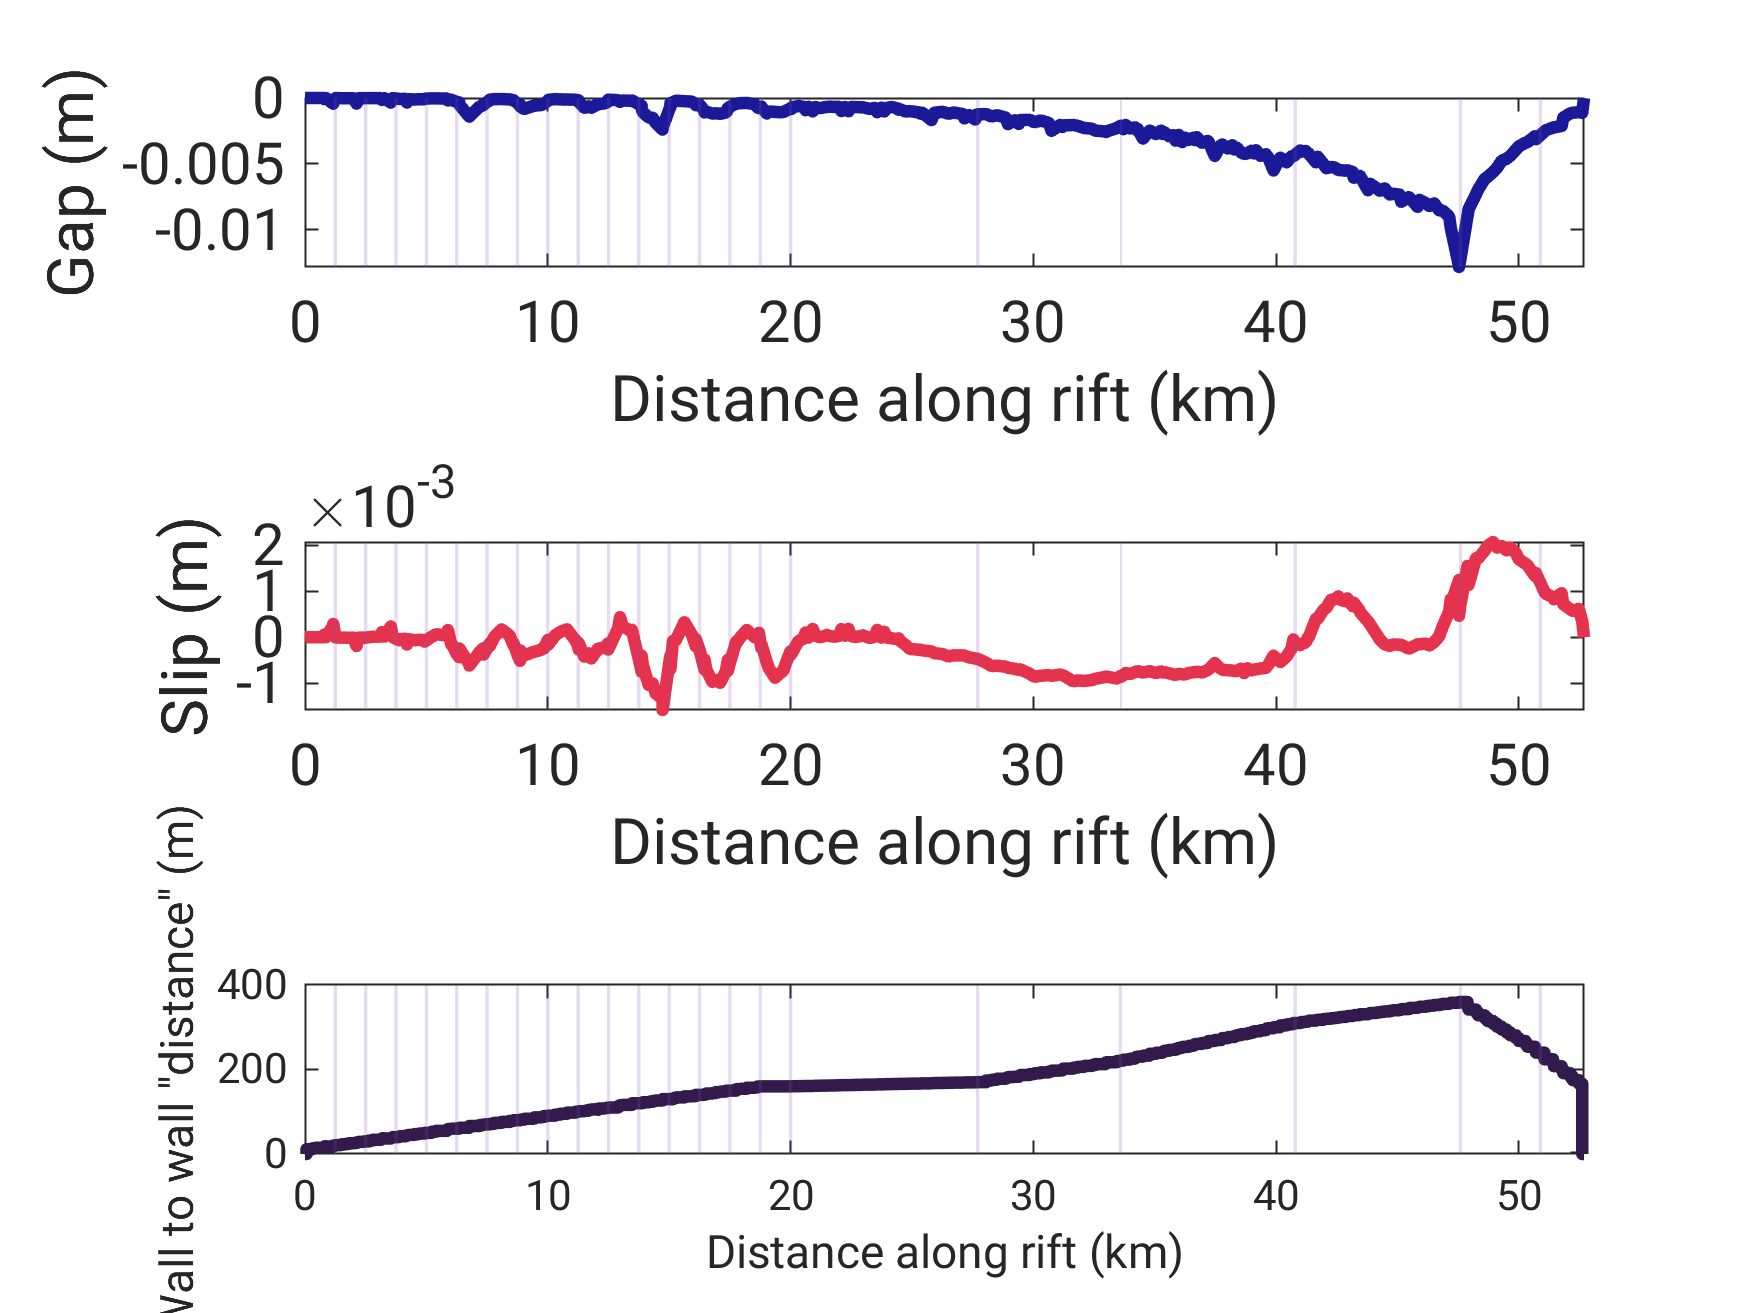 Gap (m)
0
-0.005
-0.01
0 10 20 30 40 50
Distance along rift (km)
×10-3
Slip (m)
2
1
0
-1
0 10 20 30 40 50
Distance along rift (km)
Wall to wall "distance" (m)
400
200
0
0 10 20 30 40 50
Distance along rift (km)